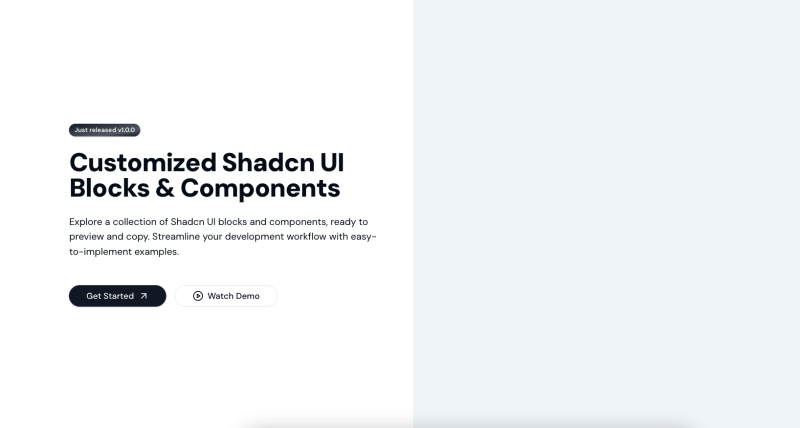 Just released v1.0.0
Customized Shadcn UI
Blocks & Components
Explore a collection of Shadcn UI blocks and components, ready to
preview and copy. Streamline your development workflow with easy-
to-implement examples.
Get Started
Watch Demo